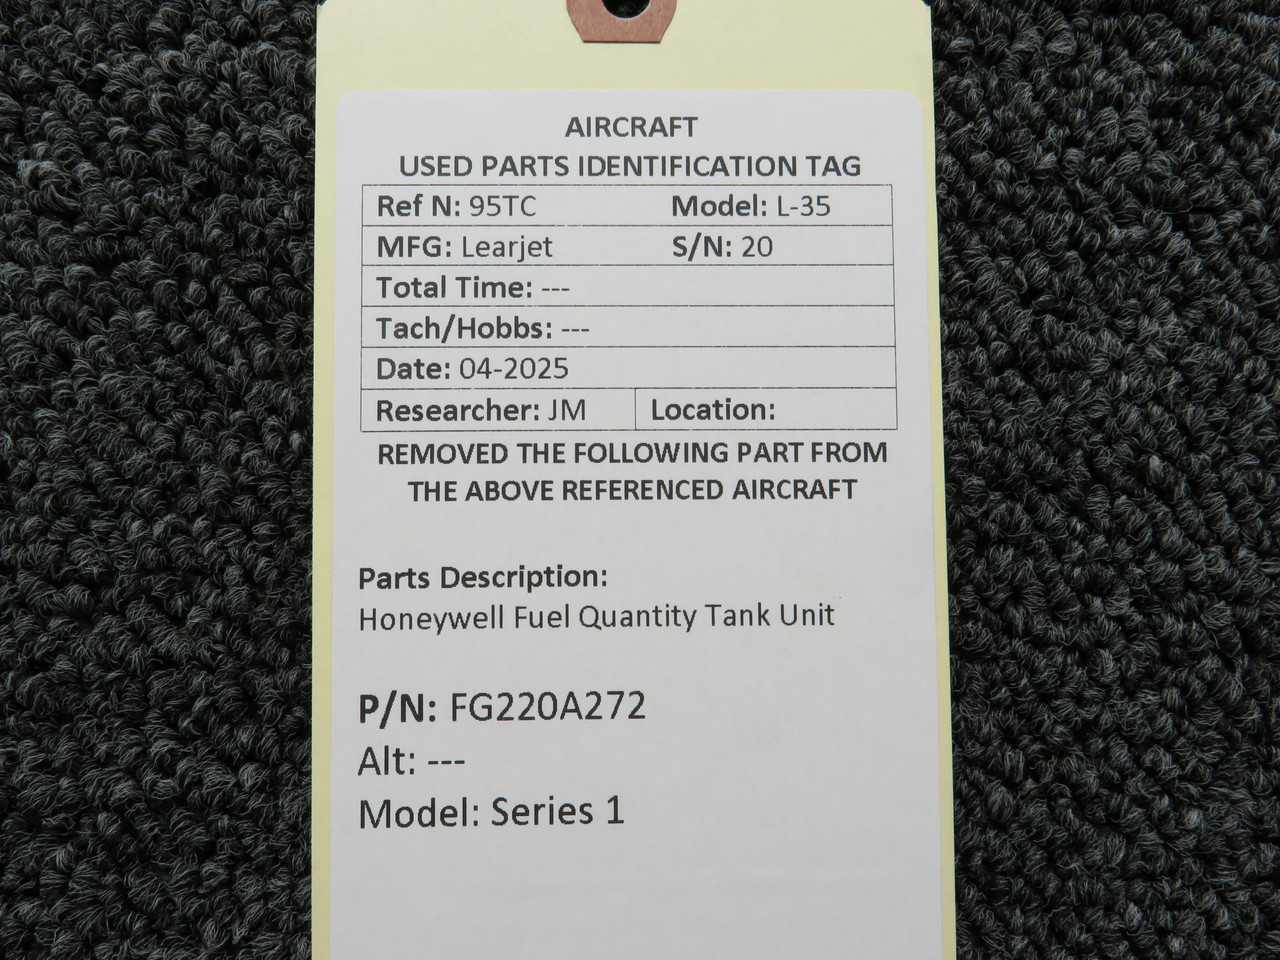 AIRCRAFT
USED PARTS IDENTIFICATION TAG
Ref N: 95TC Model: L-35
MFG: Learjet S/N: 20
Total Time: ---
Tach/Hobbs: ---
Date: 04-2025
Researcher: JM Location:
REMOVED THE FOLLOWING PART FROM
THE ABOVE REFERENCED AIRCRAFT
Parts Description:
Honeywell Fuel Quantity Tank Unit
P/N: FG220A272
Alt: ---
Model: Series 1